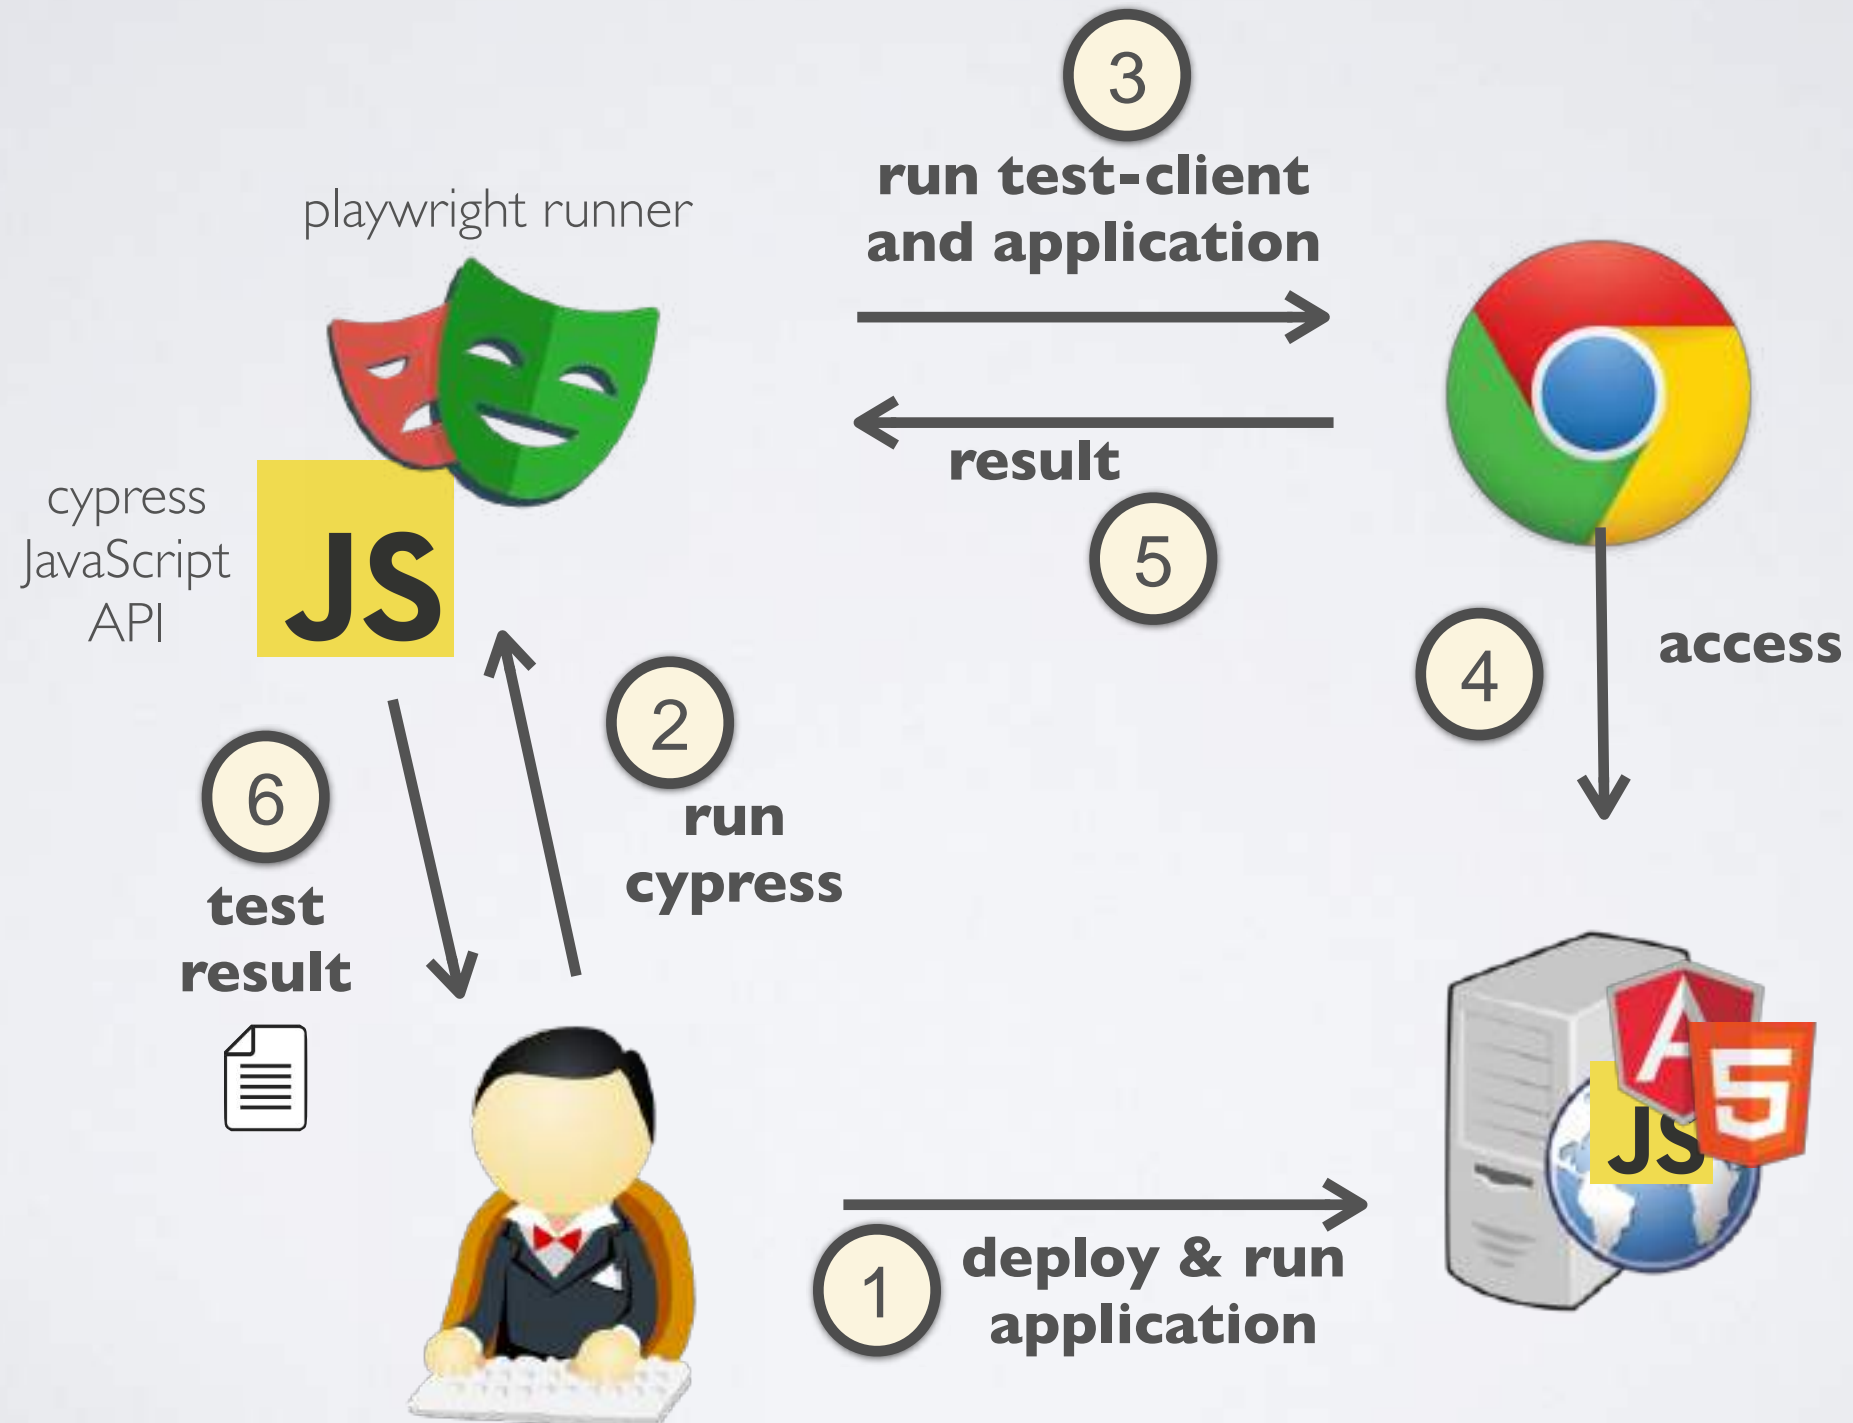 3
run test-client
and application
playwright runner
result
5
cypress
JavaScript
API
JS
4
access
2
run
cypress
6
test
result
JS
5
1
deploy & run
application